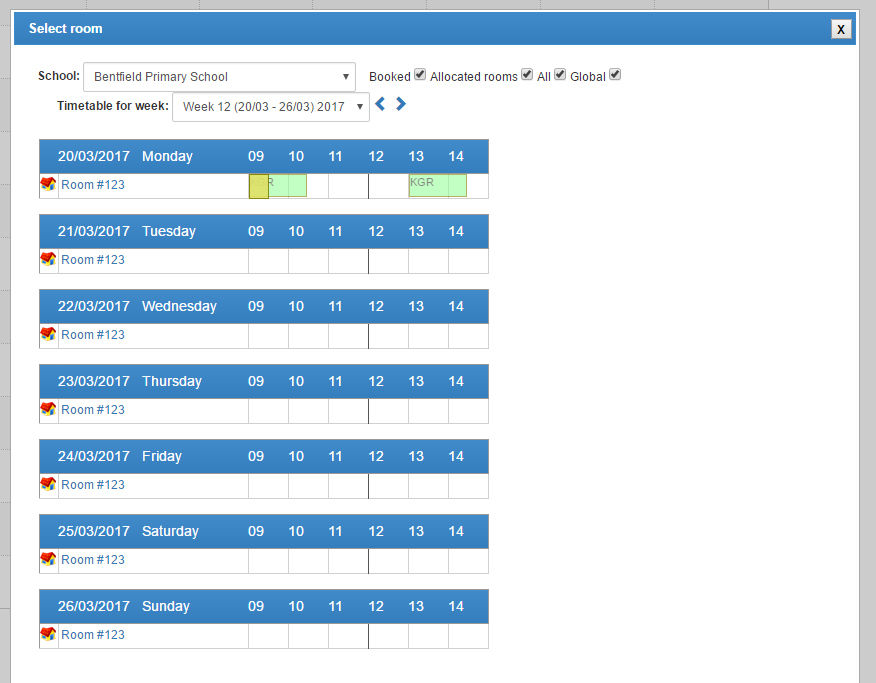 Select room X
School: Bentfield Primary School Booked Allocated rooms All Global
Timetable for week: Week 12 (20/03 - 26/03) 2017
20/03/2017 Monday 09 10 11 12 13 14
Room #123 KGR
21/03/2017 Tuesday 09 10 11 12 13 14
Room #123
22/03/2017 Wednesday 09 10 11 12 13 14
Room #123
23/03/2017 Thursday 09 10 11 12 13 14
Room #123
24/03/2017 Friday 09 10 11 12 13 14
Room #123
25/03/2017 Saturday 09 10 11 12 13 14
Room #123
26/03/2017 Sunday 09 10 11 12 13 14
Room #123